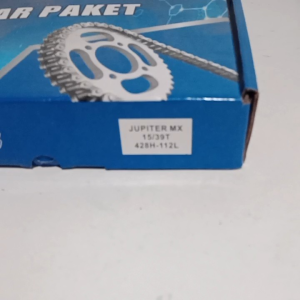 AR PAKET
JUPITER MX
15/39T
428H-112L